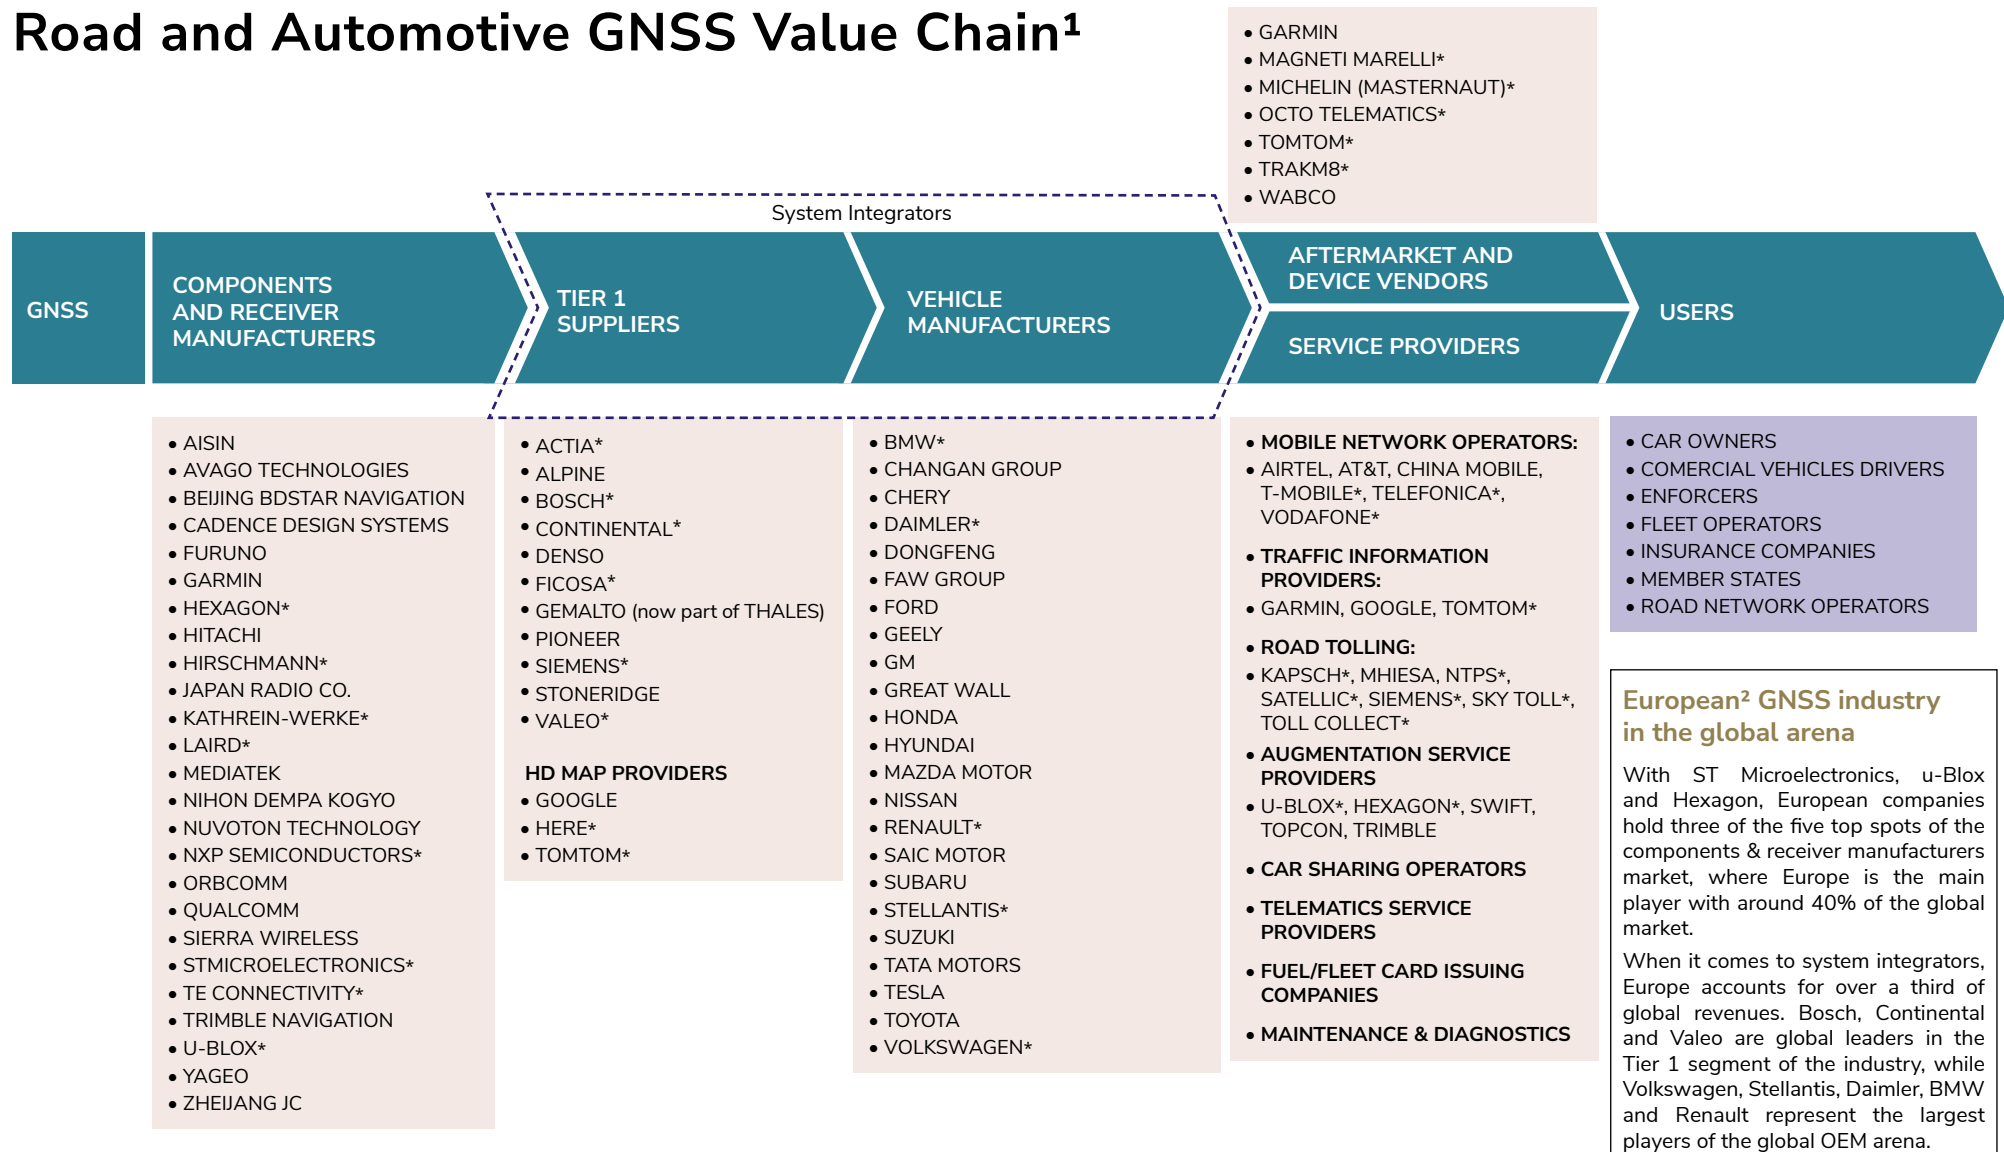 Road and Automotive GNSS Value Chain¹
• GARMIN
• MAGNETI MARELLI*
• MICHELIN (MASTERNAUT)*
• OCTO TELEMATICS*
• TOMTOM*
• TRAKM8*
• WABCO
System Integrators
GNSS
COMPONENTS
AND RECEIVER
MANUFACTURERS
TIER 1
SUPPLIERS
VEHICLE
MANUFACTURERS
AFTERMARKET AND
DEVICE VENDORS
SERVICE PROVIDERS
USERS
• AISIN
• AVAGO TECHNOLOGIES
• BEIJING BDSTAR NAVIGATION
• CADENCE DESIGN SYSTEMS
• FURUNO
• GARMIN
• HEXAGON*
• HITACHI
• HIRSCHMANN*
• JAPAN RADIO CO.
• KATHREIN-WERKE*
• LAIRD*
• MEDIATEK
• NIHON DEMPA KOGYO
• NUVOTON TECHNOLOGY
• NXP SEMICONDUCTORS*
• ORBCOMM
• QUALCOMM
• SIERRA WIRELESS
• STMICROELECTRONICS*
• TE CONNECTIVITY*
• TRIMBLE NAVIGATION
• U-BLOX*
• YAGEO
• ZHEIJANG JC
• ACTIA*
• ALPINE
• BOSCH*
• CONTINENTAL*
• DENSO
• FICOSA*
• GEMALTO (now part of THALES)
• PIONEER
• SIEMENS*
• STONERIDGE
• VALEO*
HD MAP PROVIDERS
• GOOGLE
• HERE*
• TOMTOM*
• BMW*
• CHANGAN GROUP
• CHERY
• DAIMLER*
• DONGFENG
• FAW GROUP
• FORD
• GEELY
• GM
• GREAT WALL
• HONDA
• HYUNDAI
• MAZDA MOTOR
• NISSAN
• RENAULT*
• SAIC MOTOR
• SUBARU
• STELLANTIS*
• SUZUKI
• TATA MOTORS
• TESLA
• TOYOTA
• VOLKSWAGEN*
• MOBILE NETWORK OPERATORS:
• AIRTEL, AT&T, CHINA MOBILE,
T-MOBILE*, TELEFONICA*,
VODAFONE*
• TRAFFIC INFORMATION
PROVIDERS:
• GARMIN, GOOGLE, TOMTOM*
• ROAD TOLLING:
• KAPSCH*, MHIESA, NTPS*,
SATELLIC*, SIEMENS*, SKY TOLL*,
TOLL COLLECT*
• AUGMENTATION SERVICE
PROVIDERS
• U-BLOX*, HEXAGON*, SWIFT,
TOPCON, TRIMBLE
• CAR SHARING OPERATORS
• TELEMATICS SERVICE
PROVIDERS
• FUEL/FLEET CARD ISSUING
COMPANIES
• MAINTENANCE & DIAGNOSTICS
• CAR OWNERS
• COMERCIAL VEHICLES DRIVERS
• ENFORCERS
• FLEET OPERATORS
• INSURANCE COMPANIES
• MEMBER STATES
• ROAD NETWORK OPERATORS
European² GNSS industry
in the global arena
With ST Microelectronics, u-Blox
and Hexagon, European companies
hold three of the five top spots of the
components & receiver manufacturers
market, where Europe is the main
player with around 40% of the global
market.
When it comes to system integrators,
Europe accounts for over a third of
global revenues. Bosch, Continental
and Valeo are global leaders in the
Tier 1 segment of the industry, while
Volkswagen, Stellantis, Daimler, BMW
and Renault represent the largest
players of the global OEM arena.